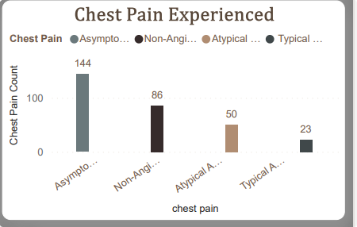 Chest Pain Experienced
Chest Pain Asympto... Non-Angi... Atypical ... Typical ...
144
100
86
50
23
0
Chest Pain Count
Asympto...
Non-Angi...
Atypical A...
Typical A...
chest pain